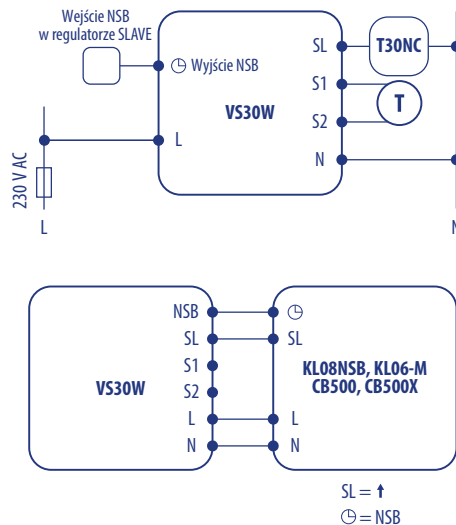 Wejście NSB
w regulatorze SLAVE
Wyjście NSB
VS30W
L
230 V AC
L
SL
S1
S2
N
T30NC
T
N
VS30W
NSB
SL
S1
S2
L
N
SL
KL08NSB, KL06-M
CB500, CB500X
L
N
SL = ⬆
= NSB